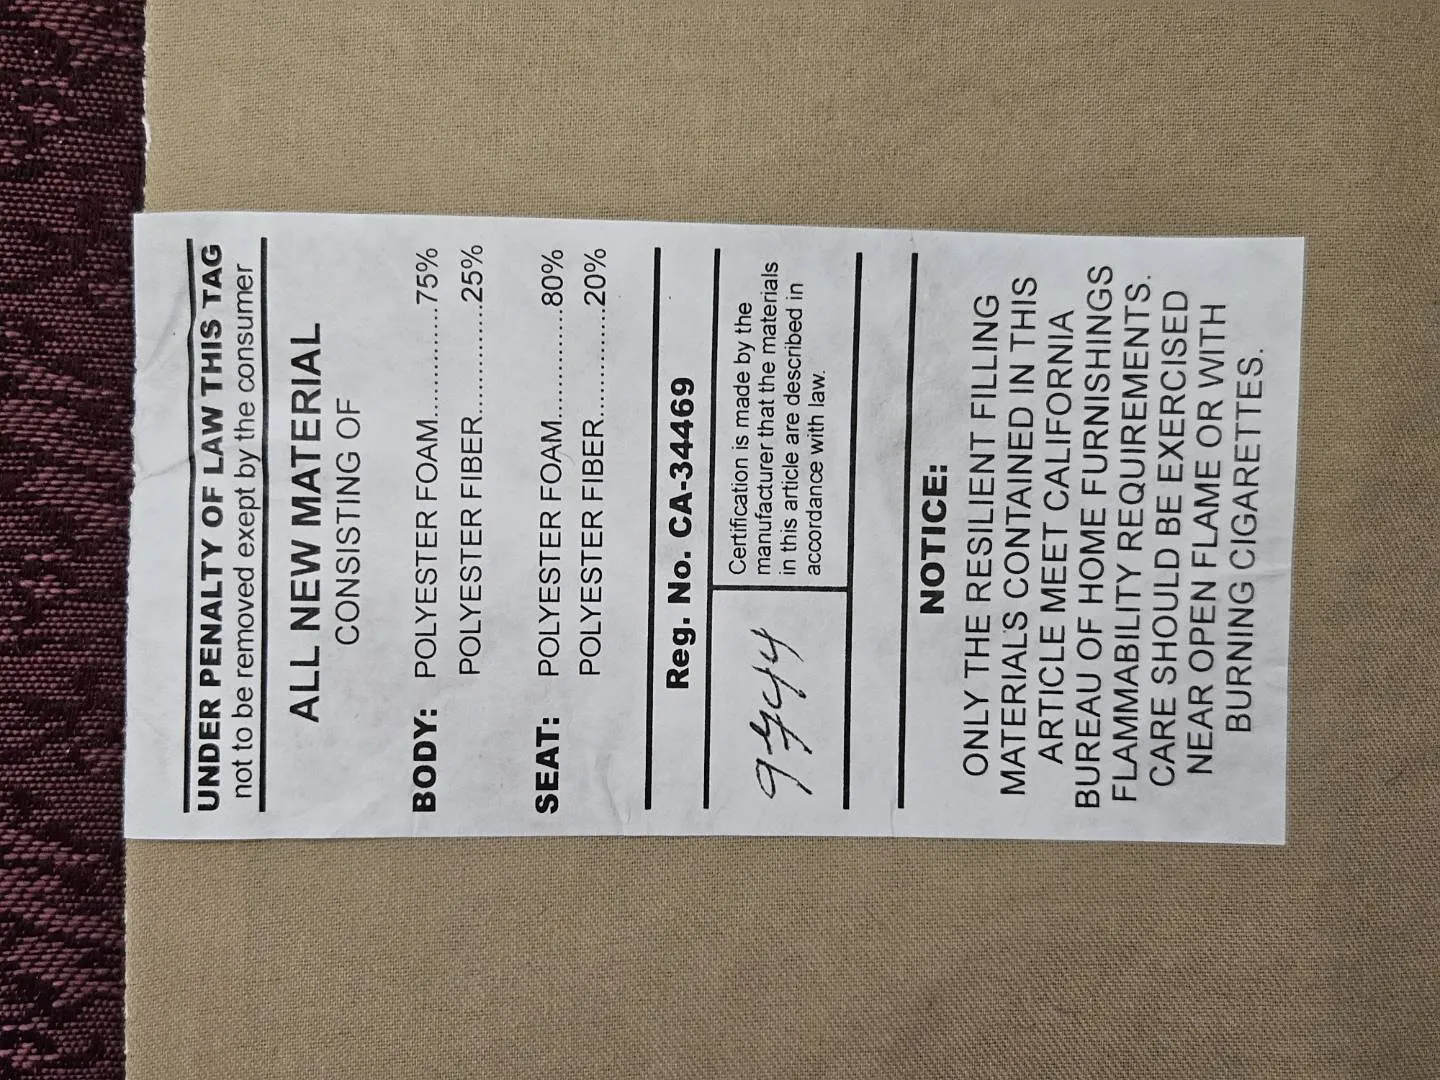 UNDER PENALTY OF LAW THIS TAG
not to be removed exept by the consumer
ALL NEW MATERIAL
CONSISTING OF
BODY: POLYESTER FOAM............75%
POLYESTER FIBER............25%
SEAT: POLYESTER FOAM............80%
POLYESTER FIBER............20%
Reg. No. CA-34469
Certification is made by the
manufacturer that the materials
in this article are described in
accordance with law.
NOTICE:
ONLY THE RESILIENT FILLING
MATERIALS CONTAINED IN THIS
ARTICLE MEET CALIFORNIA
BUREAU OF HOME FURNISHINGS
FLAMMABILITY REQUIREMENTS.
CARE SHOULD BE EXERCISED
NEAR OPEN FLAME OR WITH
BURNING CIGARETTES.